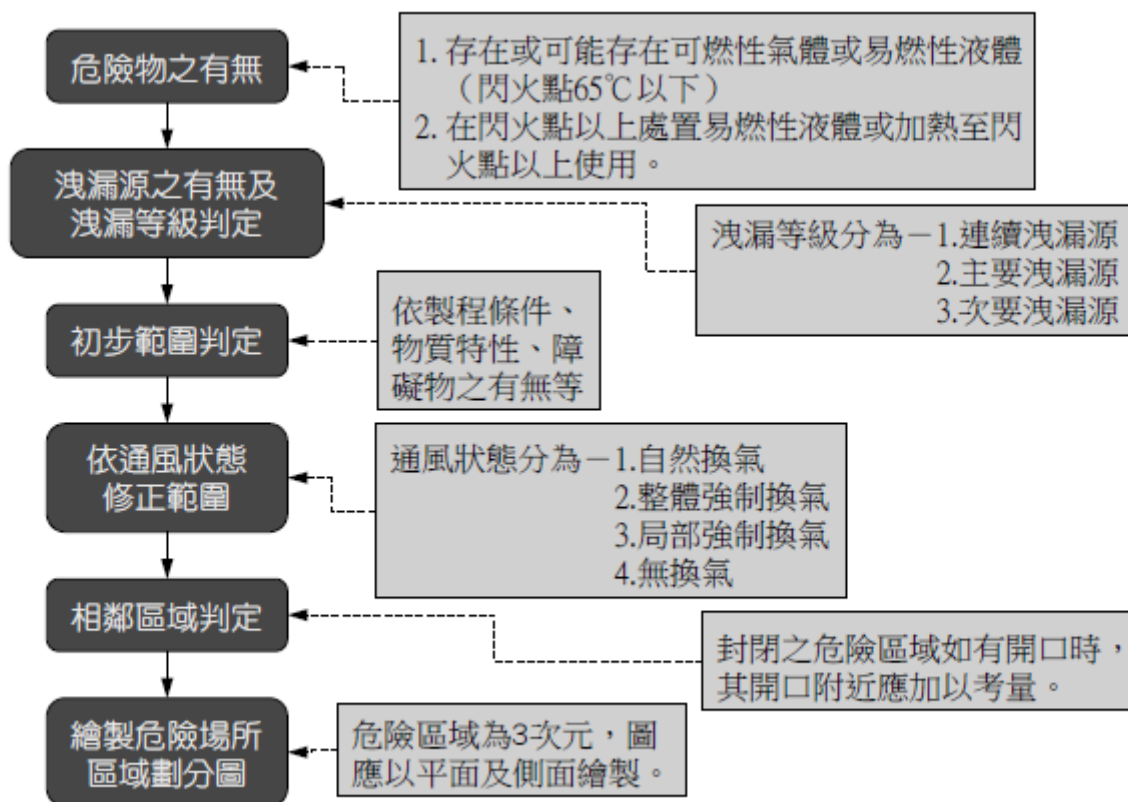 危險物之有無
1. 存在或可能存在可燃性氣體或易燃性液體
（閃火點65℃以下）
2. 在閃火點以上處置易燃性液體或加熱至閃
火點以上使用。
洩漏源之有無及
洩漏等級判定
洩漏等級分為－1.連續洩漏源
2.主要洩漏源
3.次要洩漏源
初步範圍判定
依製程條件、
物質特性、障
礙物之有無等
依通風狀態
修正範圍
通風狀態分為－1.自然換氣
2.整體強制換氣
3.局部強制換氣
4.無換氣
相鄰區域判定
封閉之危險區域如有開口時，
其開口附近應加以考量。
繪製危險場所
區域劃分圖
危險區域為3次元，圖
應以平面及側面繪製。